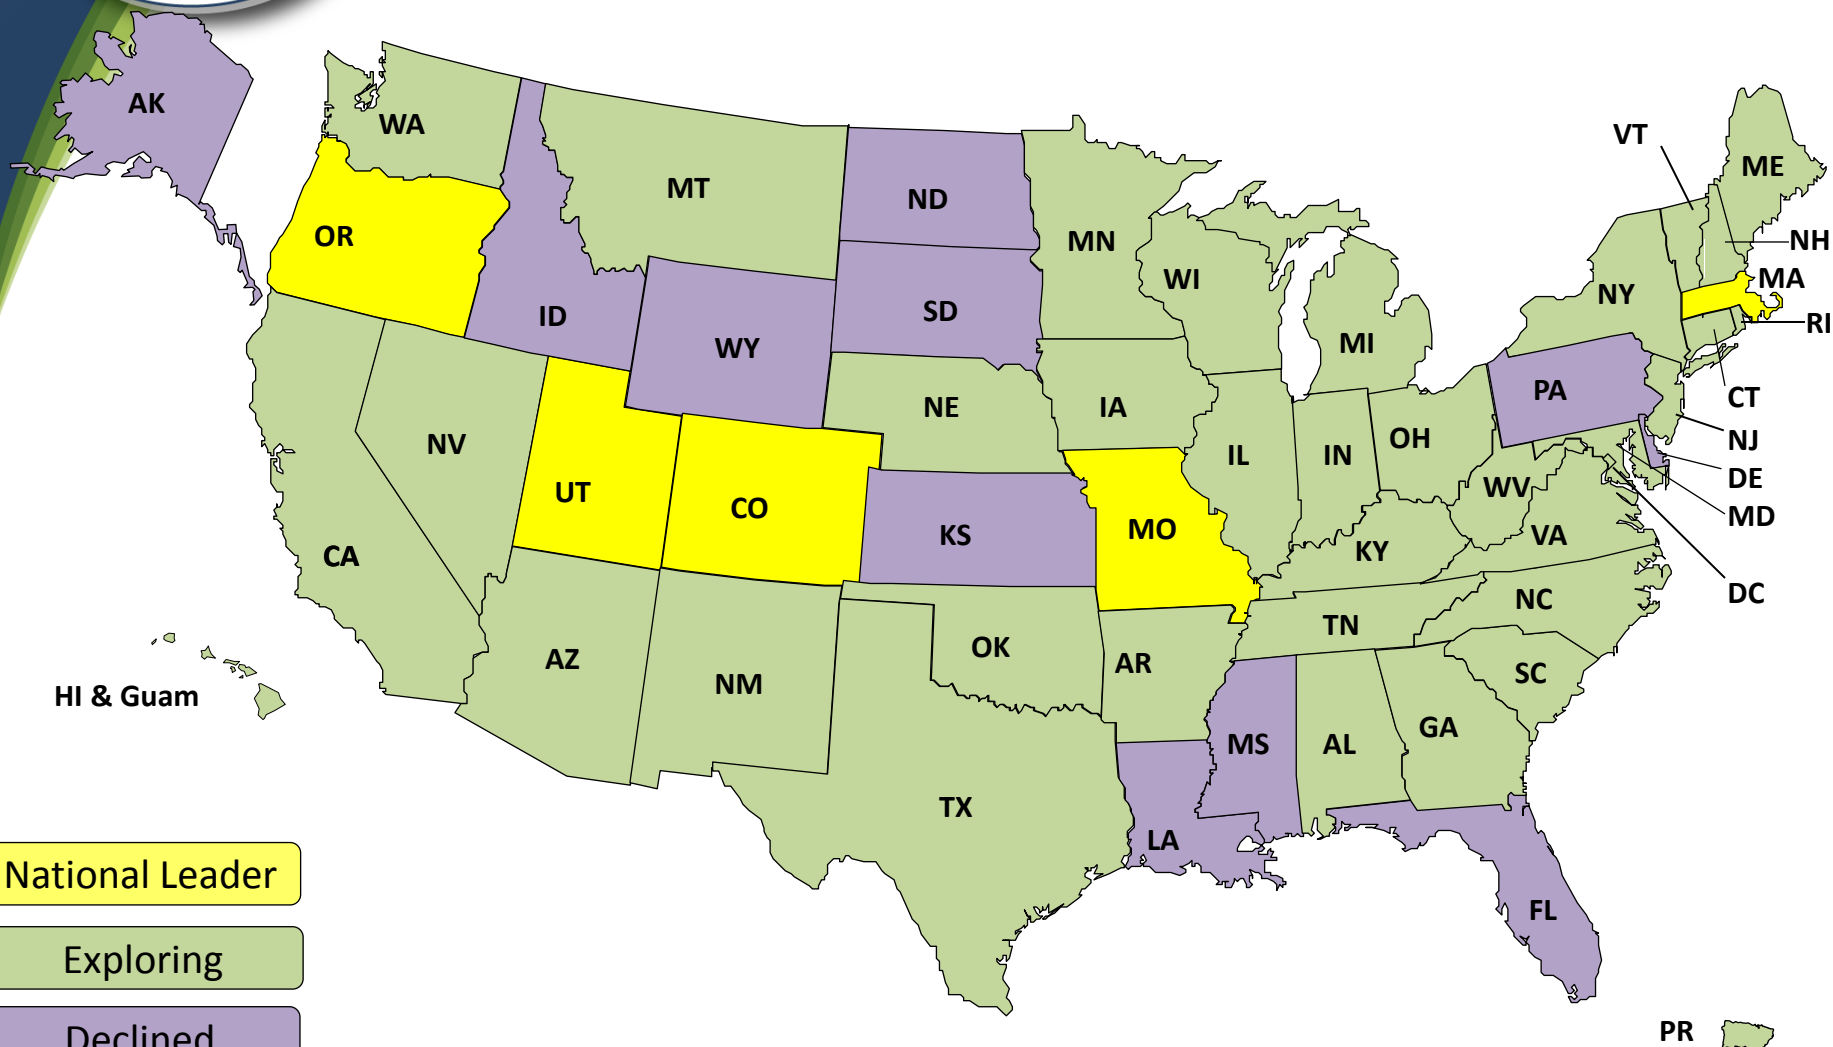 AK
WA
VT
ME
MT
ND
OR
MN
NH
WI
MA
NY
ID
SD
RI
WY
MI
PA
NE
IA
CT
NV
OH
NJ
IL
IN
UT
CO
DE
WV
MD
KS
MO
VA
CA
KY
DC
NC
TN
AZ
OK
AR
SC
NM
HI & Guam
GA
MS
AL
TX
LA
National Leader
FL
Exploring
Declined
PR